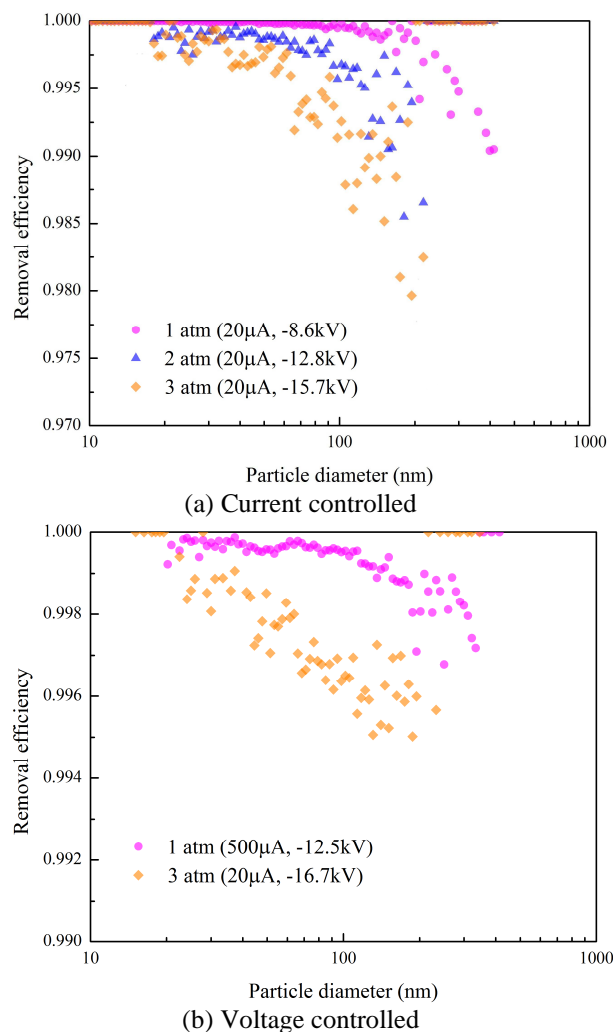 1.000
0.995
0.990
0.985
0.980
0.975
0.970
Removal efficiency
1 atm (20μA, -8.6kV)
2 atm (20μA, -12.8kV)
3 atm (20μA, -15.7kV)
10 100 1000
Particle diameter (nm)
(a) Current controlled
1.000
0.998
0.996
0.994
0.992
0.990
Removal efficiency
1 atm (500μA, -12.5kV)
3 atm (20μA, -16.7kV)
10 100 1000
Particle diameter (nm)
(b) Voltage controlled